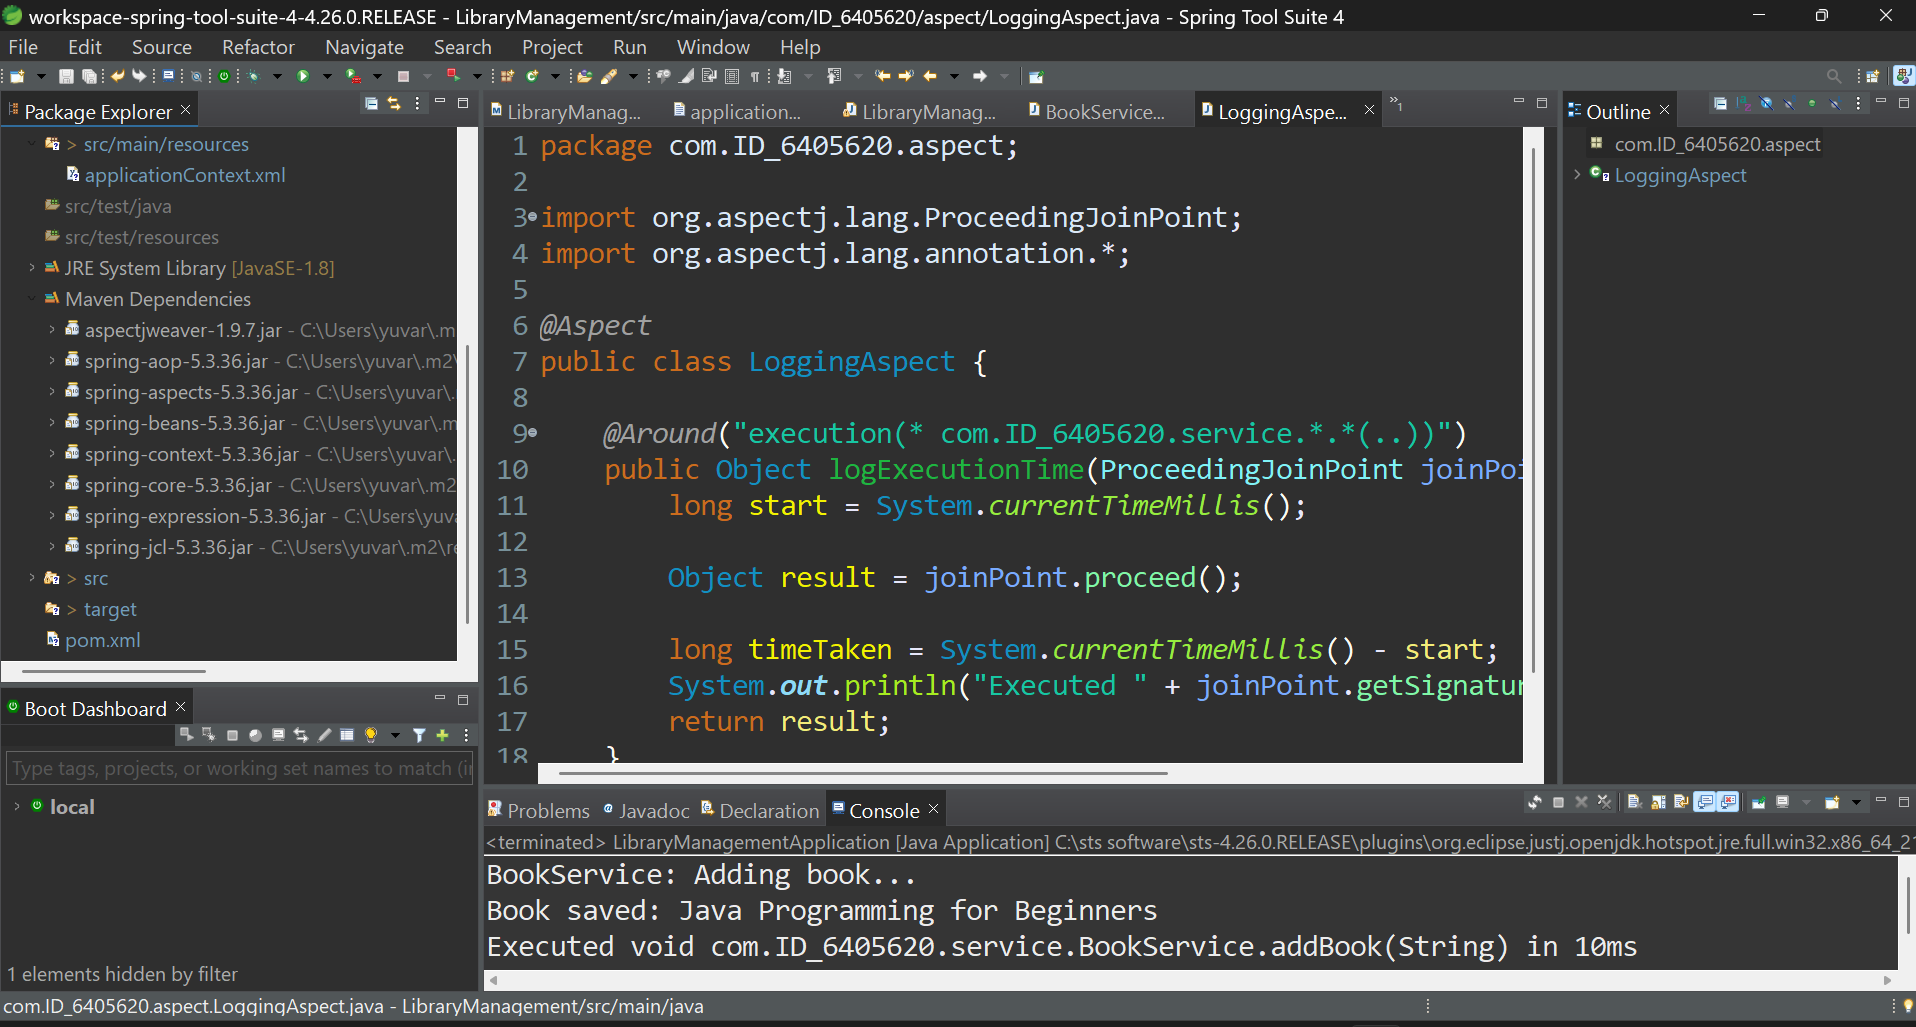 workspace-spring-tool-suite-4-4.26.0.RELEASE - LibraryManagement/src/main/java/com/ID_6405620/aspect/LoggingAspect.java - Spring Tool Suite 4
File Edit Source Refactor Navigate Search Project Run Window Help
Package Explorer
> src/main/resources
applicationContext.xml
src/test/java
src/test/resources
JRE System Library [JavaSE-1.8]
Maven Dependencies
aspectjweaver-1.9.7.jar - C:\Users\yuvar\.m
spring-aop-5.3.36.jar - C:\Users\yuvar\.m2\
spring-aspects-5.3.36.jar - C:\Users\yuvar\.
spring-beans-5.3.36.jar - C:\Users\yuvar\.m
spring-context-5.3.36.jar - C:\Users\yuvar\.
spring-core-5.3.36.jar - C:\Users\yuvar\.m2
spring-expression-5.3.36.jar - C:\Users\yuva
spring-jcl-5.3.36.jar - C:\Users\yuvar\.m2\re
> src
> target
pom.xml
Boot Dashboard
Type tags, projects, or working set names to match (i
local
1 elements hidden by filter
LibraryManag... application... LibraryManag... BookService... LoggingAspe... »1
1 package com.ID_6405620.aspect;
2
3 import org.aspectj.lang.ProceedingJoinPoint;
4 import org.aspectj.lang.annotation.*;
5
6 @Aspect
7 public class LoggingAspect {
8
9 @Around("execution(* com.ID_6405620.service.*.*(..))")
10 public Object logExecutionTime(ProceedingJoinPoint joinPoi
11 long start = System.currentTimeMillis();
12
13 Object result = joinPoint.proceed();
14
15 long timeTaken = System.currentTimeMillis() - start;
16 System.out.println("Executed " + joinPoint.getSignatur
17 return result;
18 }
Outline
com.ID_6405620.aspect
LoggingAspect
Problems @ Javadoc Declaration Console
<terminated> LibraryManagementApplication [Java Application] C:\sts software\sts-4.26.0.RELEASE\plugins\org.eclipse.justj.openjdk.hotspot.jre.full.win32.x86_64_21
BookService: Adding book...
Book saved: Java Programming for Beginners
Executed void com.ID_6405620.service.BookService.addBook(String) in 10ms
com.ID_6405620.aspect.LoggingAspect.java - LibraryManagement/src/main/java